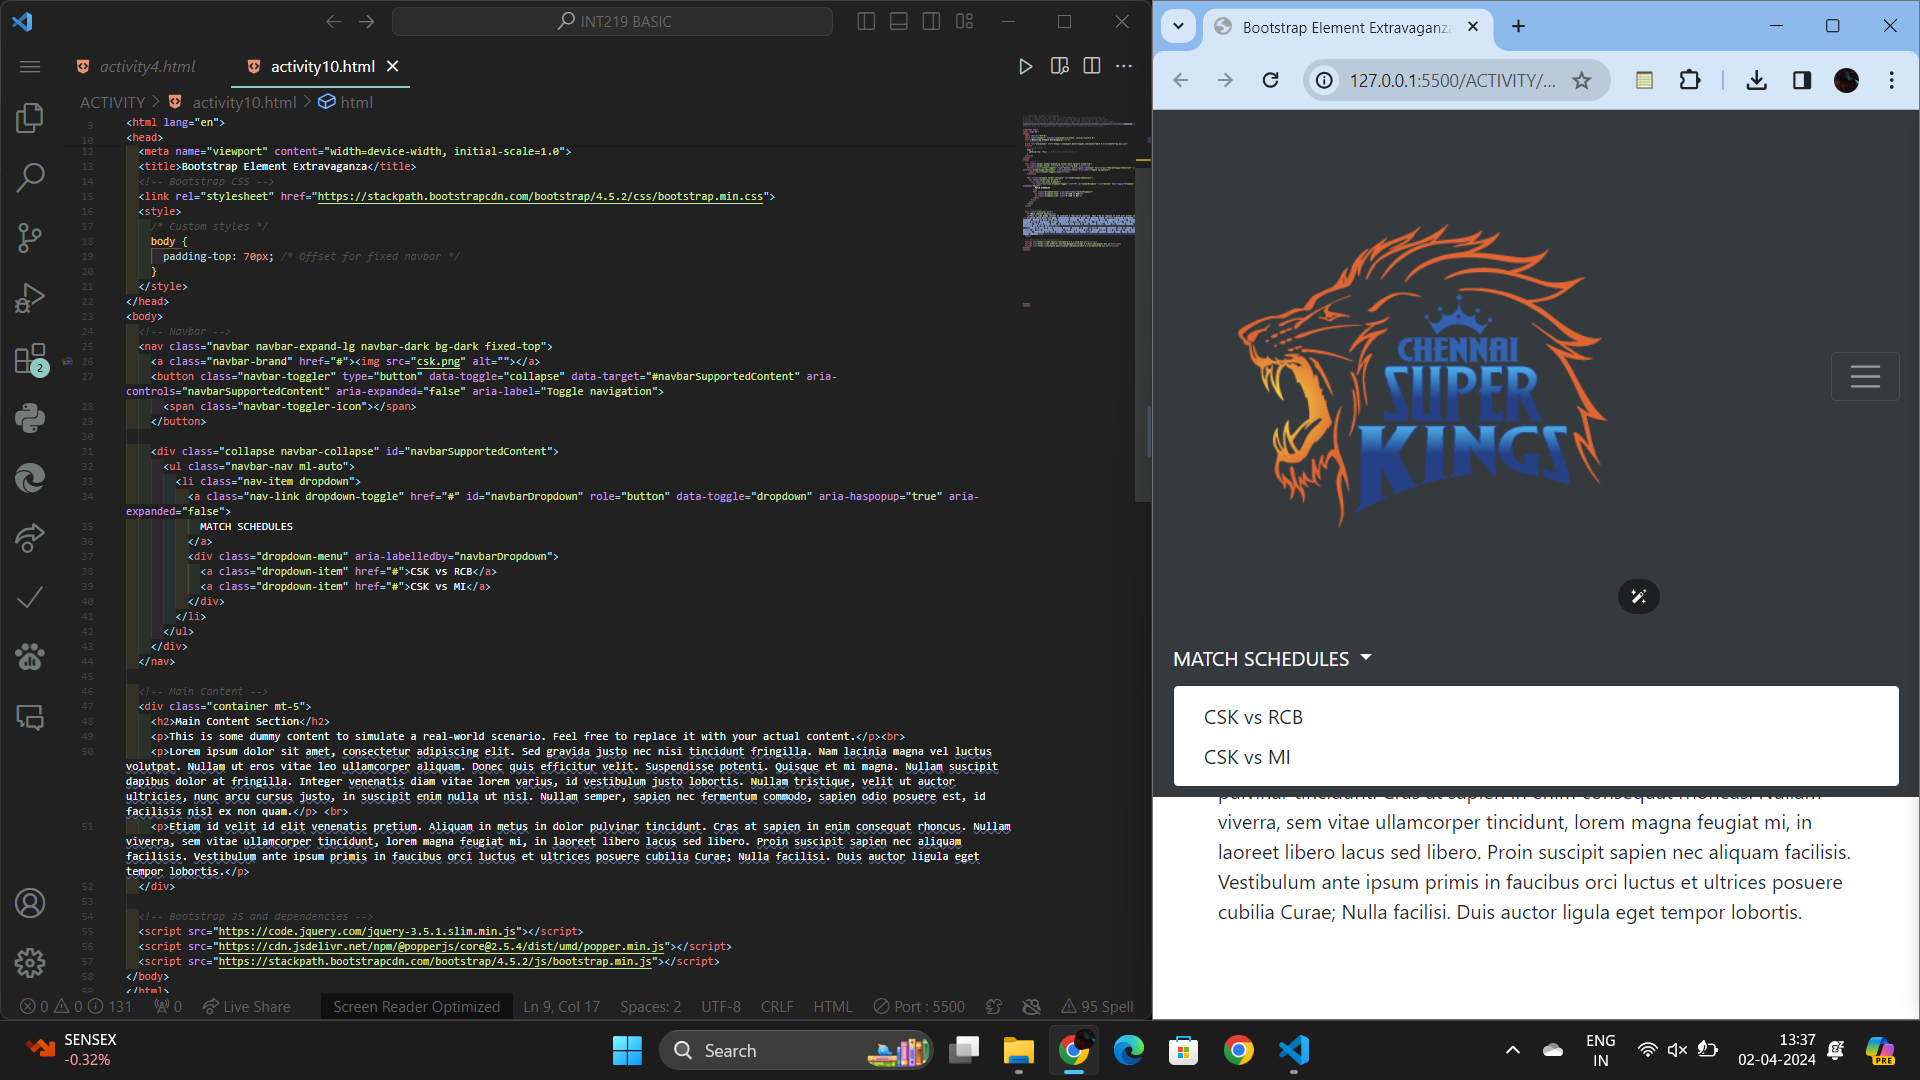 INT219 BASIC
activity4.html
activity10.html
ACTIVITY > activity10.html > html
9 <html lang="en">
10 <head>
12 <meta name="viewport" content="width=device-width, initial-scale=1.0">
13 <title>Bootstrap Element Extravaganza</title>
14 <!-- Bootstrap CSS -->
15 <link rel="stylesheet" href="https://stackpath.bootstrapcdn.com/bootstrap/4.5.2/css/bootstrap.min.css">
16 <style>
17 /* Custom styles */
18 body {
19 padding-top: 70px; /* Offset for fixed navbar */
20 }
21 </style>
22 </head>
23 <body>
24 <!-- Navbar -->
25 <nav class="navbar navbar-expand-lg navbar-dark bg-dark fixed-top">
26 <a class="navbar-brand" href="#"><img src="csk.png" alt=""></a>
27 <button class="navbar-toggler" type="button" data-toggle="collapse" data-target="#navbarSupportedContent" aria-
controls="navbarSupportedContent" aria-expanded="false" aria-label="Toggle navigation">
28 <span class="navbar-toggler-icon"></span>
29 </button>
30
31 <div class="collapse navbar-collapse" id="navbarSupportedContent">
32 <ul class="navbar-nav ml-auto">
33 <li class="nav-item dropdown">
34 <a class="nav-link dropdown-toggle" href="#" id="navbarDropdown" role="button" data-toggle="dropdown" aria-haspopup="true" aria-
expanded="false">
35 MATCH SCHEDULES
36 </a>
37 <div class="dropdown-menu" aria-labelledby="navbarDropdown">
38 <a class="dropdown-item" href="#">CSK vs RCB</a>
39 <a class="dropdown-item" href="#">CSK vs MI</a>
40 </div>
41 </li>
42 </ul>
43 </div>
44 </nav>
45
46 <!-- Main Content -->
47 <div class="container mt-5">
48 <h2>Main Content Section</h2>
49 <p>This is some dummy content to simulate a real-world scenario. Feel free to replace it with your actual content.</p><br>
50 <p>Lorem ipsum dolor sit amet, consectetur adipiscing elit. Sed gravida justo nec nisi tincidunt fringilla. Nam lacinia magna vel luctus
volutpat. Nullam ut eros vitae leo ullamcorper aliquam. Donec quis efficitur velit. Suspendisse potenti. Quisque et mi magna. Nullam suscipit
dapibus dolor at fringilla. Integer venenatis diam vitae lorem varius, id vestibulum justo lobortis. Nullam tristique, velit ut auctor
ultricies, nunc arcu cursus justo, in suscipit enim nulla ut nisl. Nullam semper, sapien nec fermentum commodo, sapien odio posuere est, id
facilisis nisl ex non quam.</p> <br>
51 <p>Etiam id velit id elit venenatis pretium. Aliquam in metus in dolor pulvinar tincidunt. Cras at sapien in enim consequat rhoncus. Nullam
viverra, sem vitae ullamcorper tincidunt, lorem magna feugiat mi, in laoreet libero lacus sed libero. Proin suscipit sapien nec aliquam
facilisis. Vestibulum ante ipsum primis in faucibus orci luctus et ultrices posuere cubilia Curae; Nulla facilisi. Duis auctor ligula eget
tempor lobortis.</p>
52 </div>
53
54 <!-- Bootstrap JS and dependencies -->
55 <script src="https://code.jquery.com/jquery-3.5.1.slim.min.js"></script>
56 <script src="https://cdn.jsdelivr.net/npm/@popperjs/core@2.5.4/dist/umd/popper.min.js"></script>
57 <script src="https://stackpath.bootstrapcdn.com/bootstrap/4.5.2/js/bootstrap.min.js"></script>
58 </body>
59 </html>
2
0 0 131 0 Live Share Screen Reader Optimized Ln 9, Col 17 Spaces: 2 UTF-8 CRLF HTML Port : 5500 95 Spell
Bootstrap Element Extravaganza
127.0.0.1:5500/ACTIVITY/...
CHENNAI
SUPER
KINGS
MATCH SCHEDULES
CSK vs RCB
CSK vs MI
pulvinar tincidunt. Cras at sapien in enim consequat rhoncus. Nullam
viverra, sem vitae ullamcorper tincidunt, lorem magna feugiat mi, in
laoreet libero lacus sed libero. Proin suscipit sapien nec aliquam facilisis.
Vestibulum ante ipsum primis in faucibus orci luctus et ultrices posuere
cubilia Curae; Nulla facilisi. Duis auctor ligula eget tempor lobortis.
SENSEX
-0.32%
Search
PRE
ENG
IN
13:37
02-04-2024